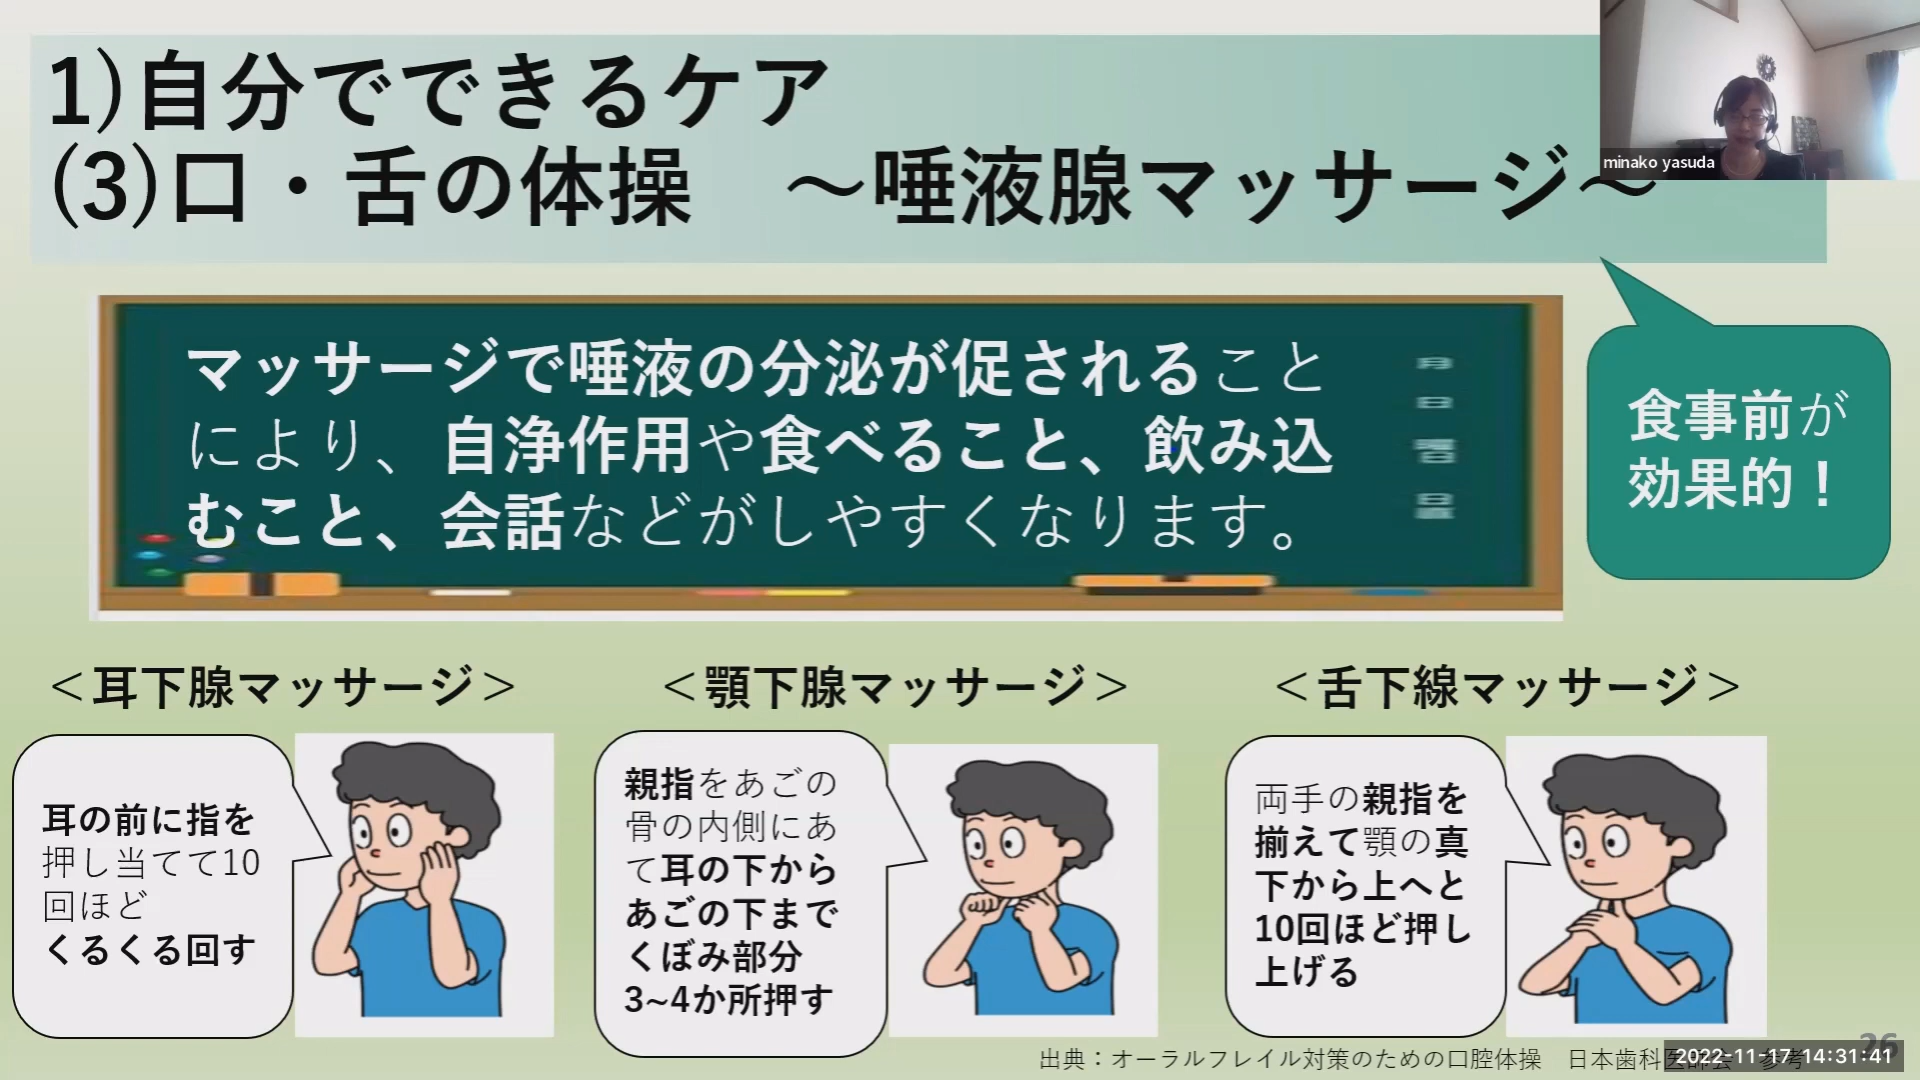 1)自分でできるケア
(3)口・舌の体操　～唾液腺マッサージ～
minako yasuda
マッサージで唾液の分泌が促されること
により、自浄作用や食べること、飲み込
むこと、会話などがしやすくなります。
月
日
食事前が
効果的！
＜耳下腺マッサージ＞
耳の前に指を
押し当てて10
回ほど
くるくる回す
＜顎下腺マッサージ＞
親指をあごの
骨の内側にあ
て耳の下から
あごの下まで
くぼみ部分
3~4か所押す
＜舌下線マッサージ＞
両手の親指を
揃えて顎の真
下から上へと
10回ほど押し
上げる
出典：オーラルフレイル対策のための口腔体操　日本歯科医師会　参考
26
2022-11-17 14:31:41